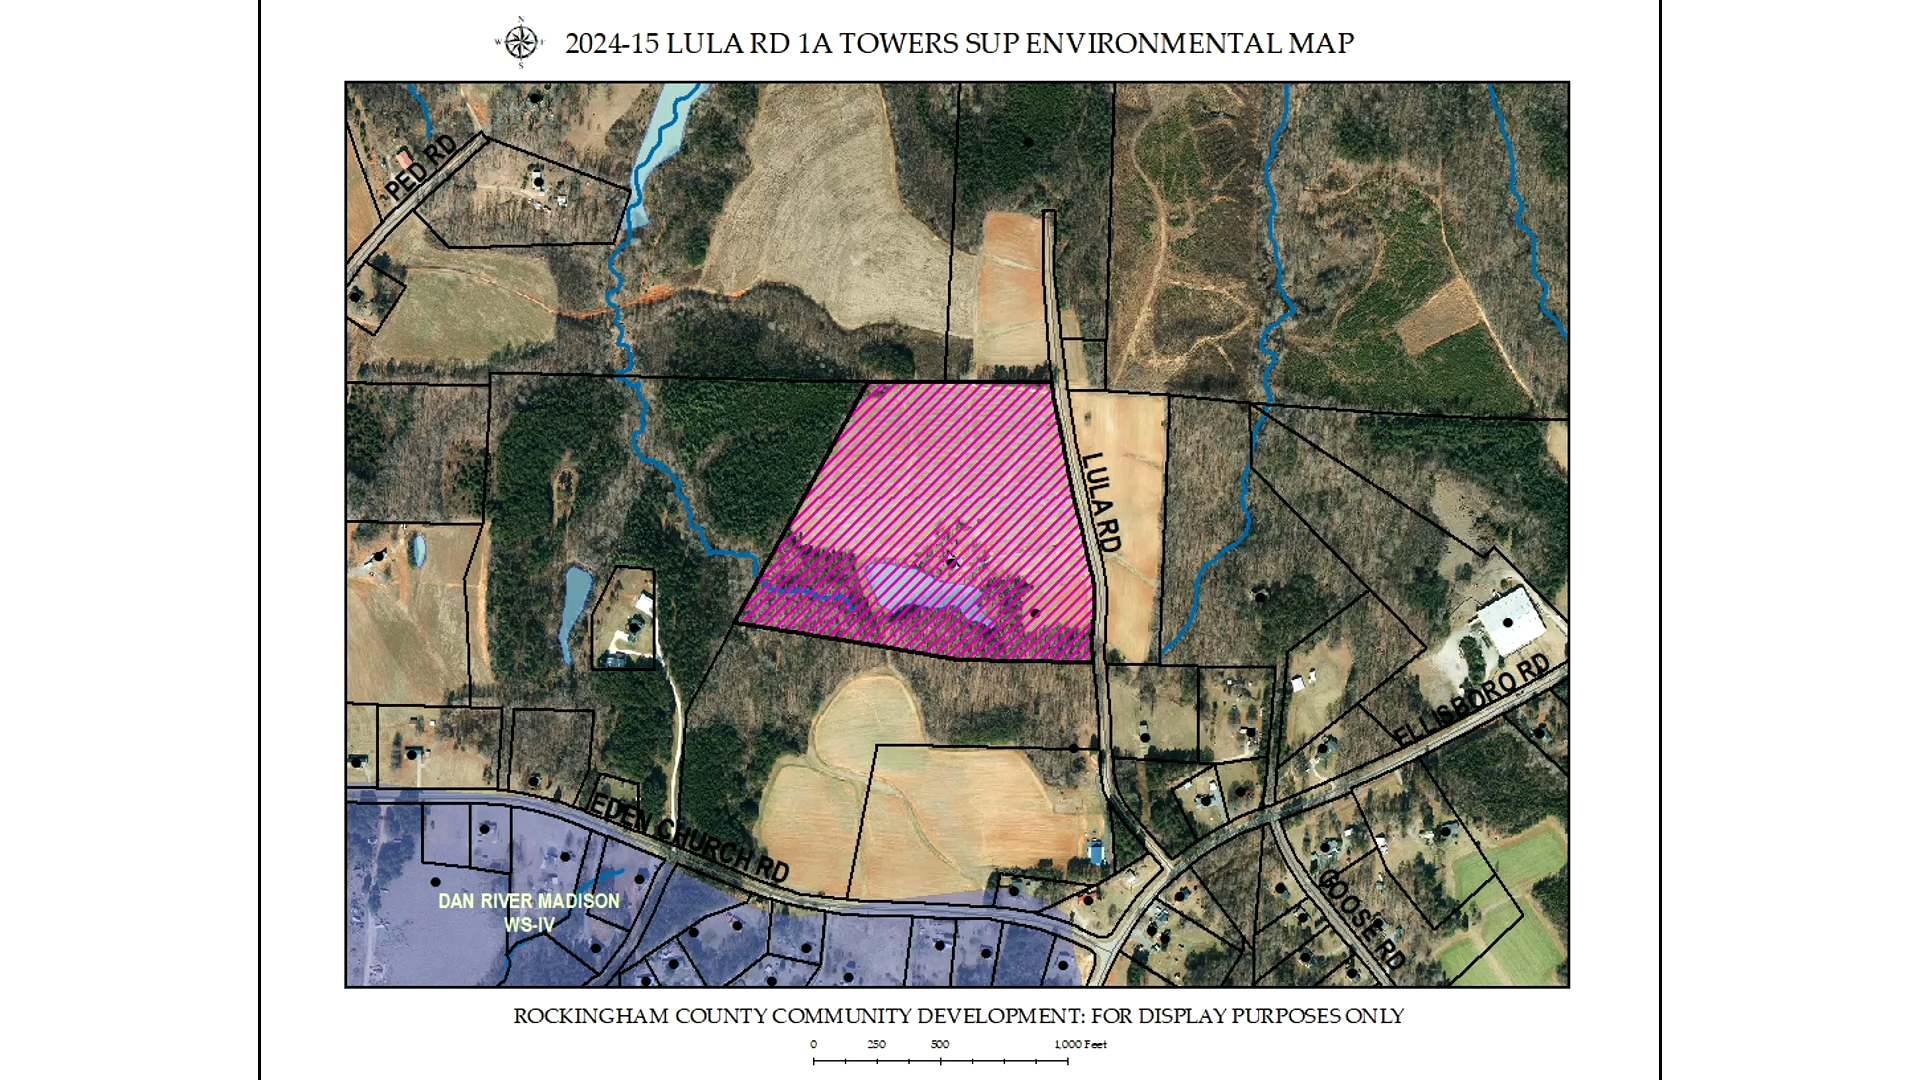 N
W E
S
2024-15 LULA RD 1A TOWERS SUP ENVIRONMENTAL MAP
PED RD
LULA RD
ELLISBORO RD
EDEN CHURCH RD
GOOSE RD
DAN RIVER MADISON
WS-IV
ROCKINGHAM COUNTY COMMUNITY DEVELOPMENT: FOR DISPLAY PURPOSES ONLY
0 250 500 1,000 Feet